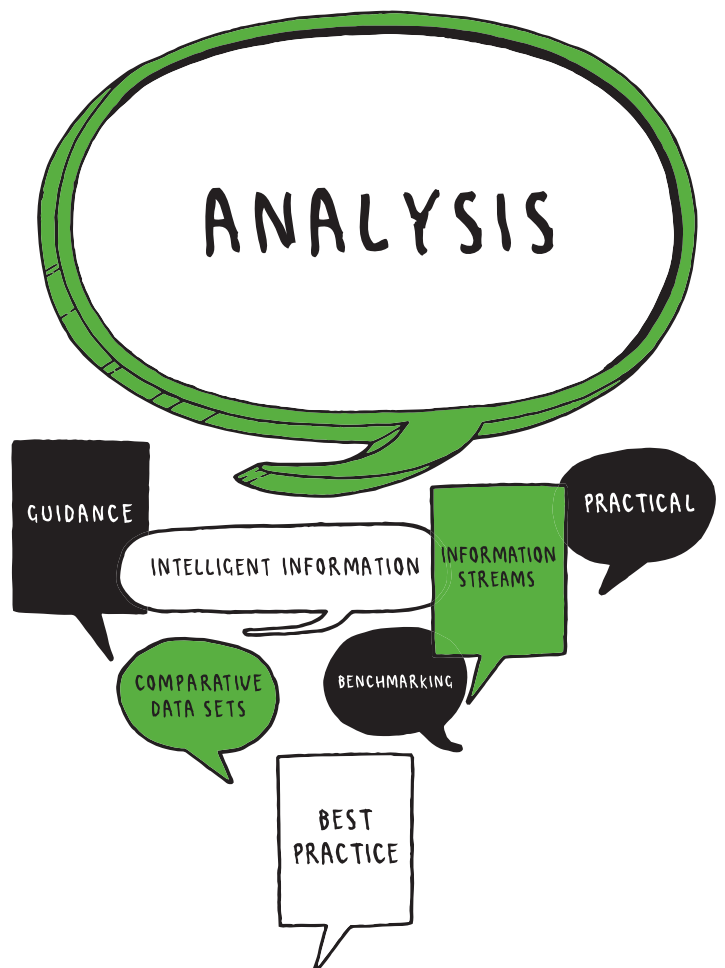 ANALYSIS
GUIDANCE
PRACTICAL
INTELLIGENT INFORMATION
INFORMATION
STREAMS
COMPARATIVE
DATA SETS
BENCHMARKING
BEST
PRACTICE